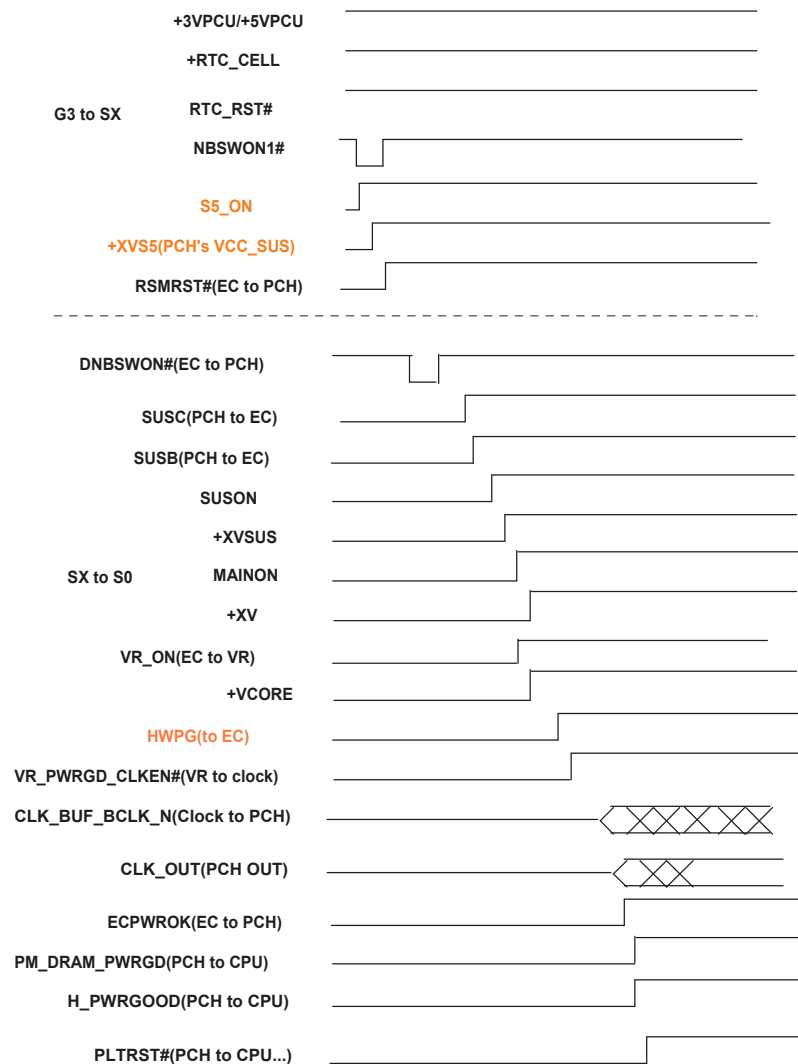 +3VPCU/+5VPCU
+RTC_CELL
G3 to SX
RTC_RST#
NBSWON1#
S5_ON
+XVS5(PCH's VCC_SUS)
RSMRST#(EC to PCH)
DNBSWON#(EC to PCH)
SUSC(PCH to EC)
SUSB(PCH to EC)
SUSON
+XVSUS
SX to S0
MAINON
+XV
VR_ON(EC to VR)
+VCORE
HWPG(to EC)
VR_PWRGD_CLKEN#(VR to clock)
CLK_BUF_BCLK_N(Clock to PCH)
CLK_OUT(PCH OUT)
ECPWROK(EC to PCH)
PM_DRAM_PWRGD(PCH to CPU)
H_PWRGOOD(PCH to CPU)
PLTRST#(PCH to CPU...)